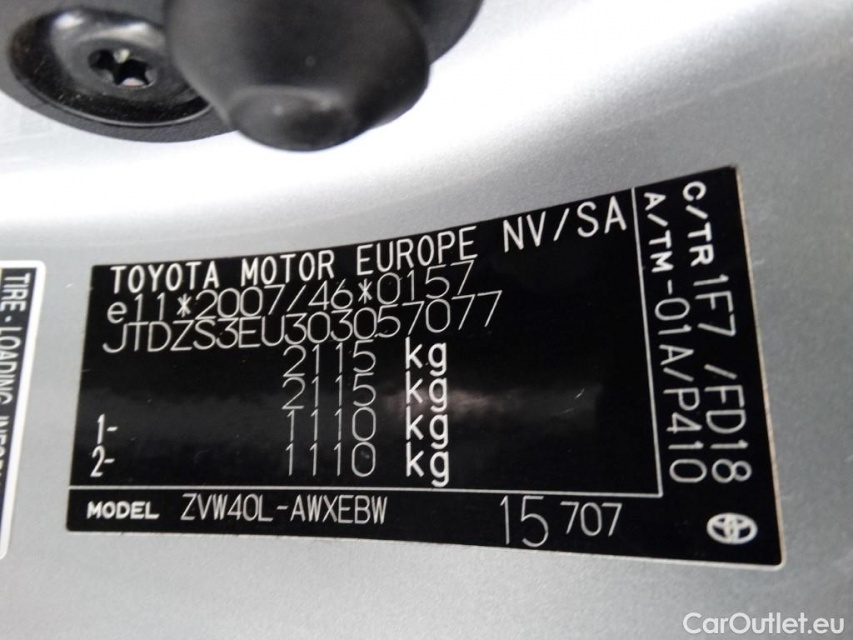 TOYOTA MOTOR EUROPE NV/SA
e11*2007/46*0157
JTDZS3EU303057077
2115 kg
2115 kg
1- 1110 kg
2- 1110 kg
MODEL ZVW40L-AWXEBW 15 707
C/TR 1F7 /FD18
A/TM -01A/P410
TIRE · LOADING
CarOutlet.eu